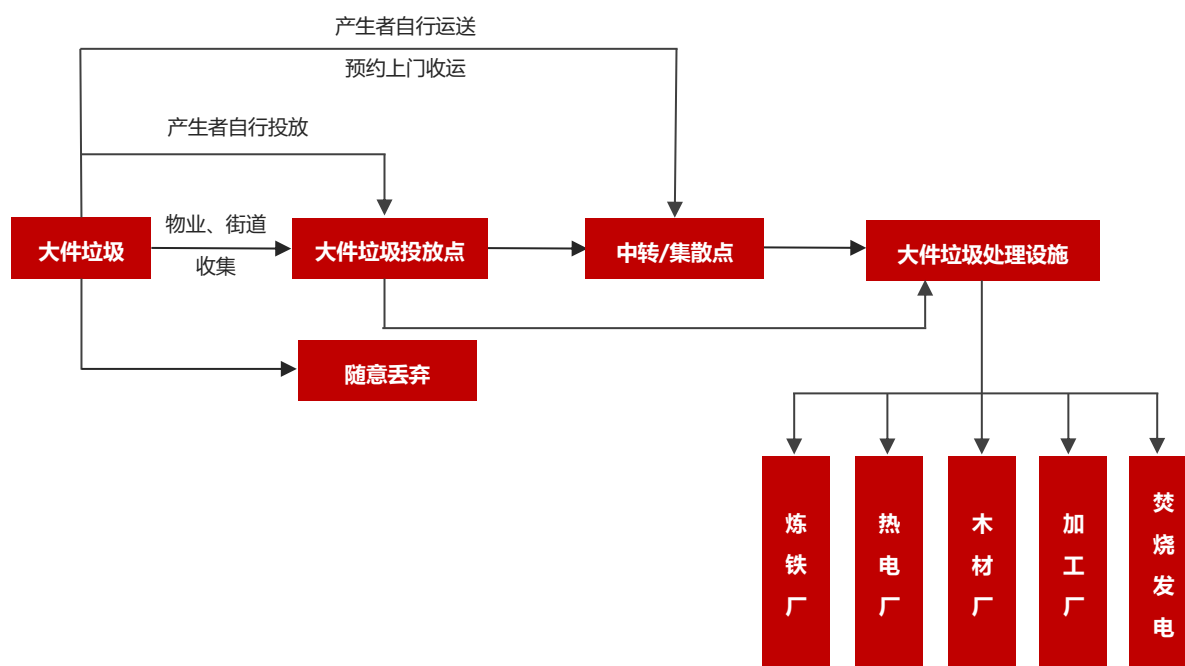 产生者自行运送
预约上门收运
产生者自行投放
物业、街道
收集
大件垃圾
大件垃圾投放点
中转/集散点
大件垃圾处理设施
随意丢弃
炼铁厂
热电厂
木材厂
加工厂
焚烧发电